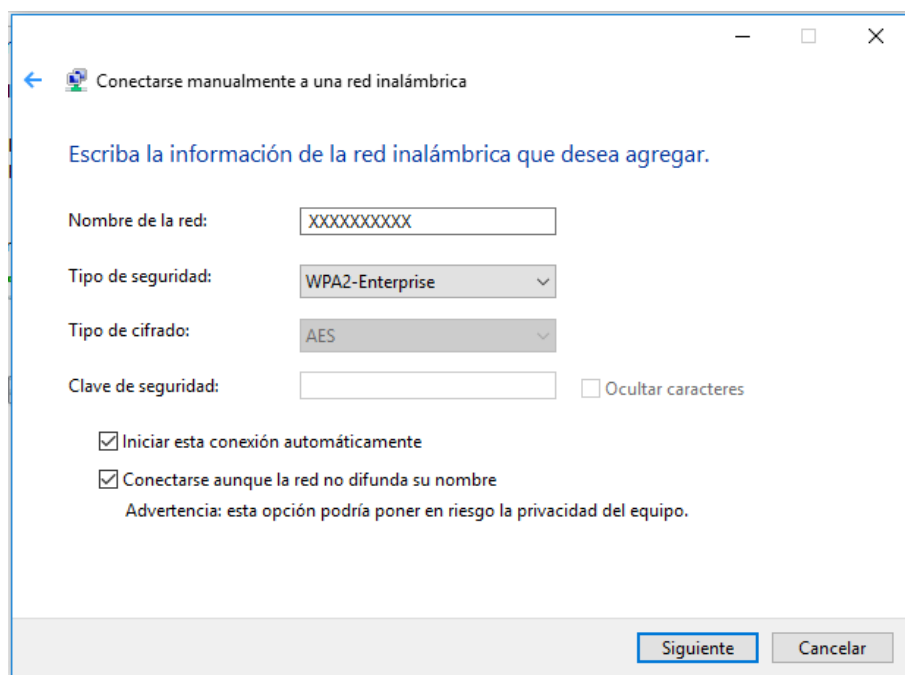 Conectarse manualmente a una red inalámbrica
Escriba la información de la red inalámbrica que desea agregar.
Nombre de la red: XXXXXXXXXX
Tipo de seguridad: WPA2-Enterprise
Tipo de cifrado: AES
Clave de seguridad: Ocultar caracteres
Iniciar esta conexión automáticamente
Conectarse aunque la red no difunda su nombre
Advertencia: esta opción podría poner en riesgo la privacidad del equipo.
Siguiente Cancelar